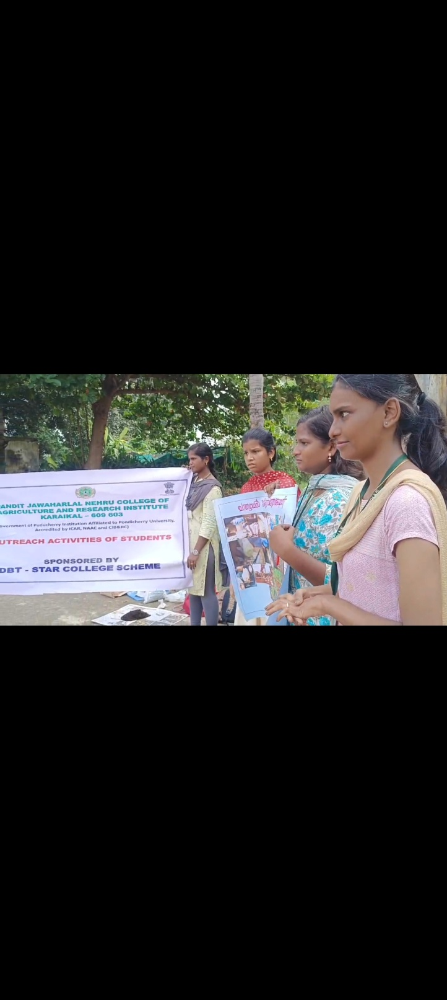 ANDIT JAWAHARLAL NEHRU COLLEGE OF
AGRICULTURE AND RESEARCH INSTITUTE
KARAIKAL – 609 603
overnment of Puducherry Institution Affiliated to Pondicherry University,
Accredited by ICAR, NAAC and CIB&RC)
UTREACH ACTIVITIES OF STUDENTS
SPONSORED BY
DBT - STAR COLLEGE SCHEME